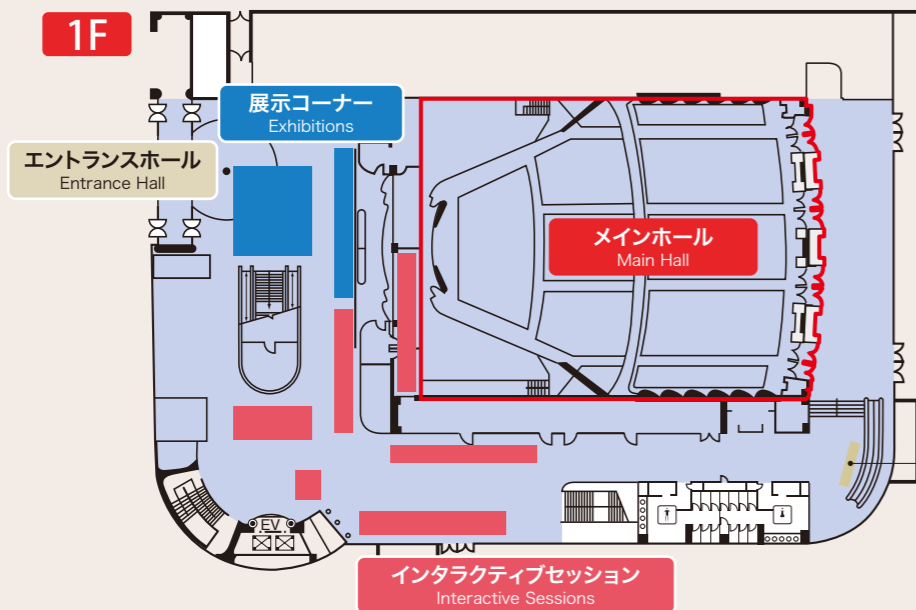 1F
展示コーナー
Exhibitions
エントランスホール
Entrance Hall
メインホール
Main Hall
EV
インタラクティブセッション
Interactive Sessions